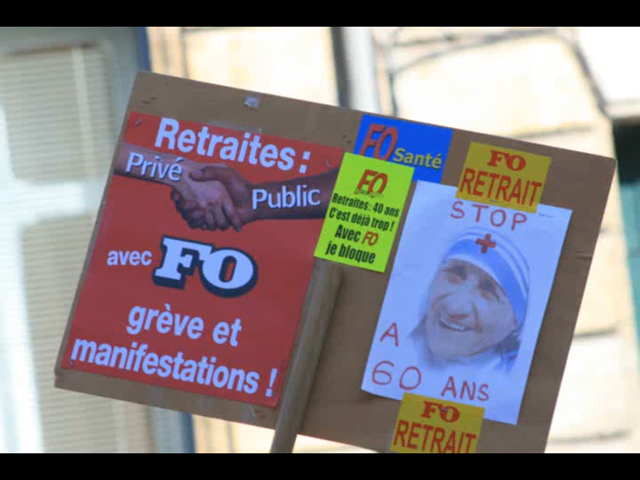 Retraites :
Privé
Public
avec FO
grève et
manifestations !
FO Santé
FO
Retraites : 40 ans
C'est déjà trop !
Avec FO
je bloque
FO
RETRAIT
STOP
A
60 ANS
FO
RETRAIT